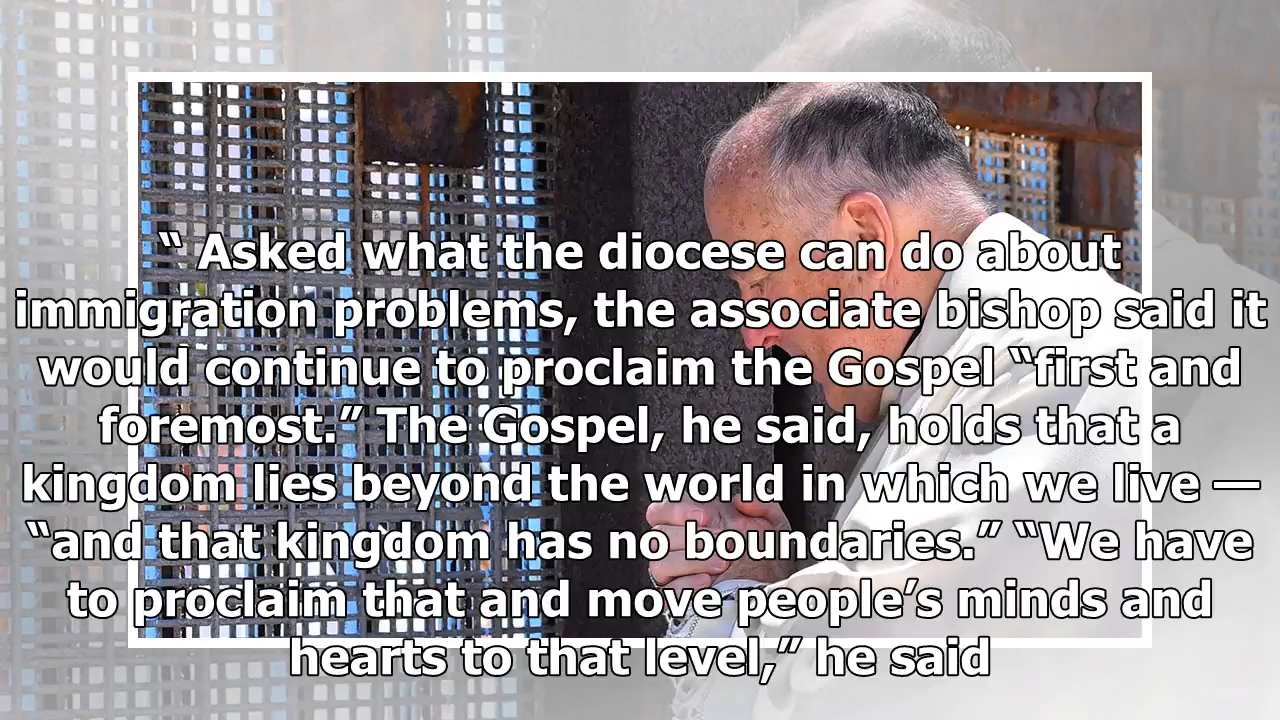 “ Asked what the diocese can do about
immigration problems, the associate bishop said it
would continue to proclaim the Gospel “first and
foremost.” The Gospel, he said, holds that a
kingdom lies beyond the world in which we live —
“and that kingdom has no boundaries.” “We have
to proclaim that and move people’s minds and
hearts to that level,” he said